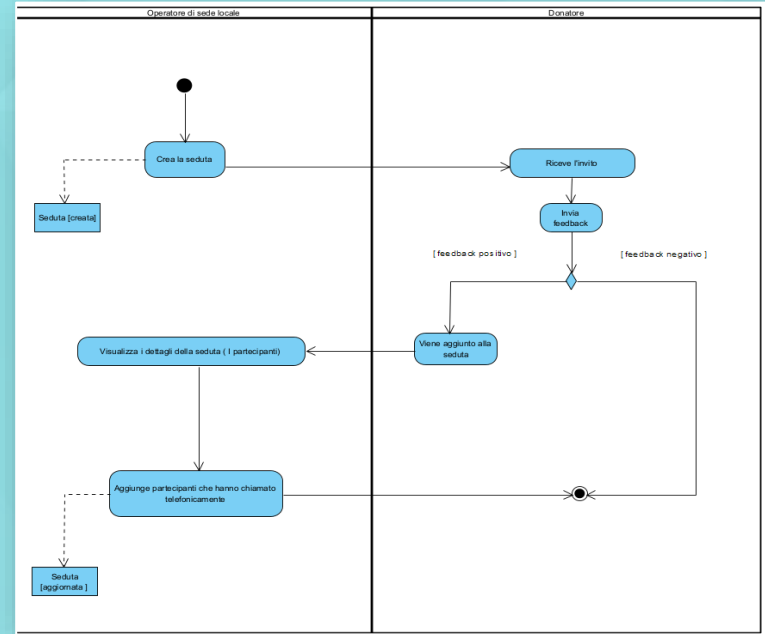 Operatore di sede locale
Donatore
Crea la seduta
Riceve l'invito
Seduta [creata]
Invia
feedback
[ feedback positivo ]
[ feedback negativo ]
Visualizza i dettagli della seduta ( I partecipanti)
Viene aggiunto alla
seduta
Aggiunge partecipanti che hanno chiamato
telefonicamente
Seduta
[aggiornata ]